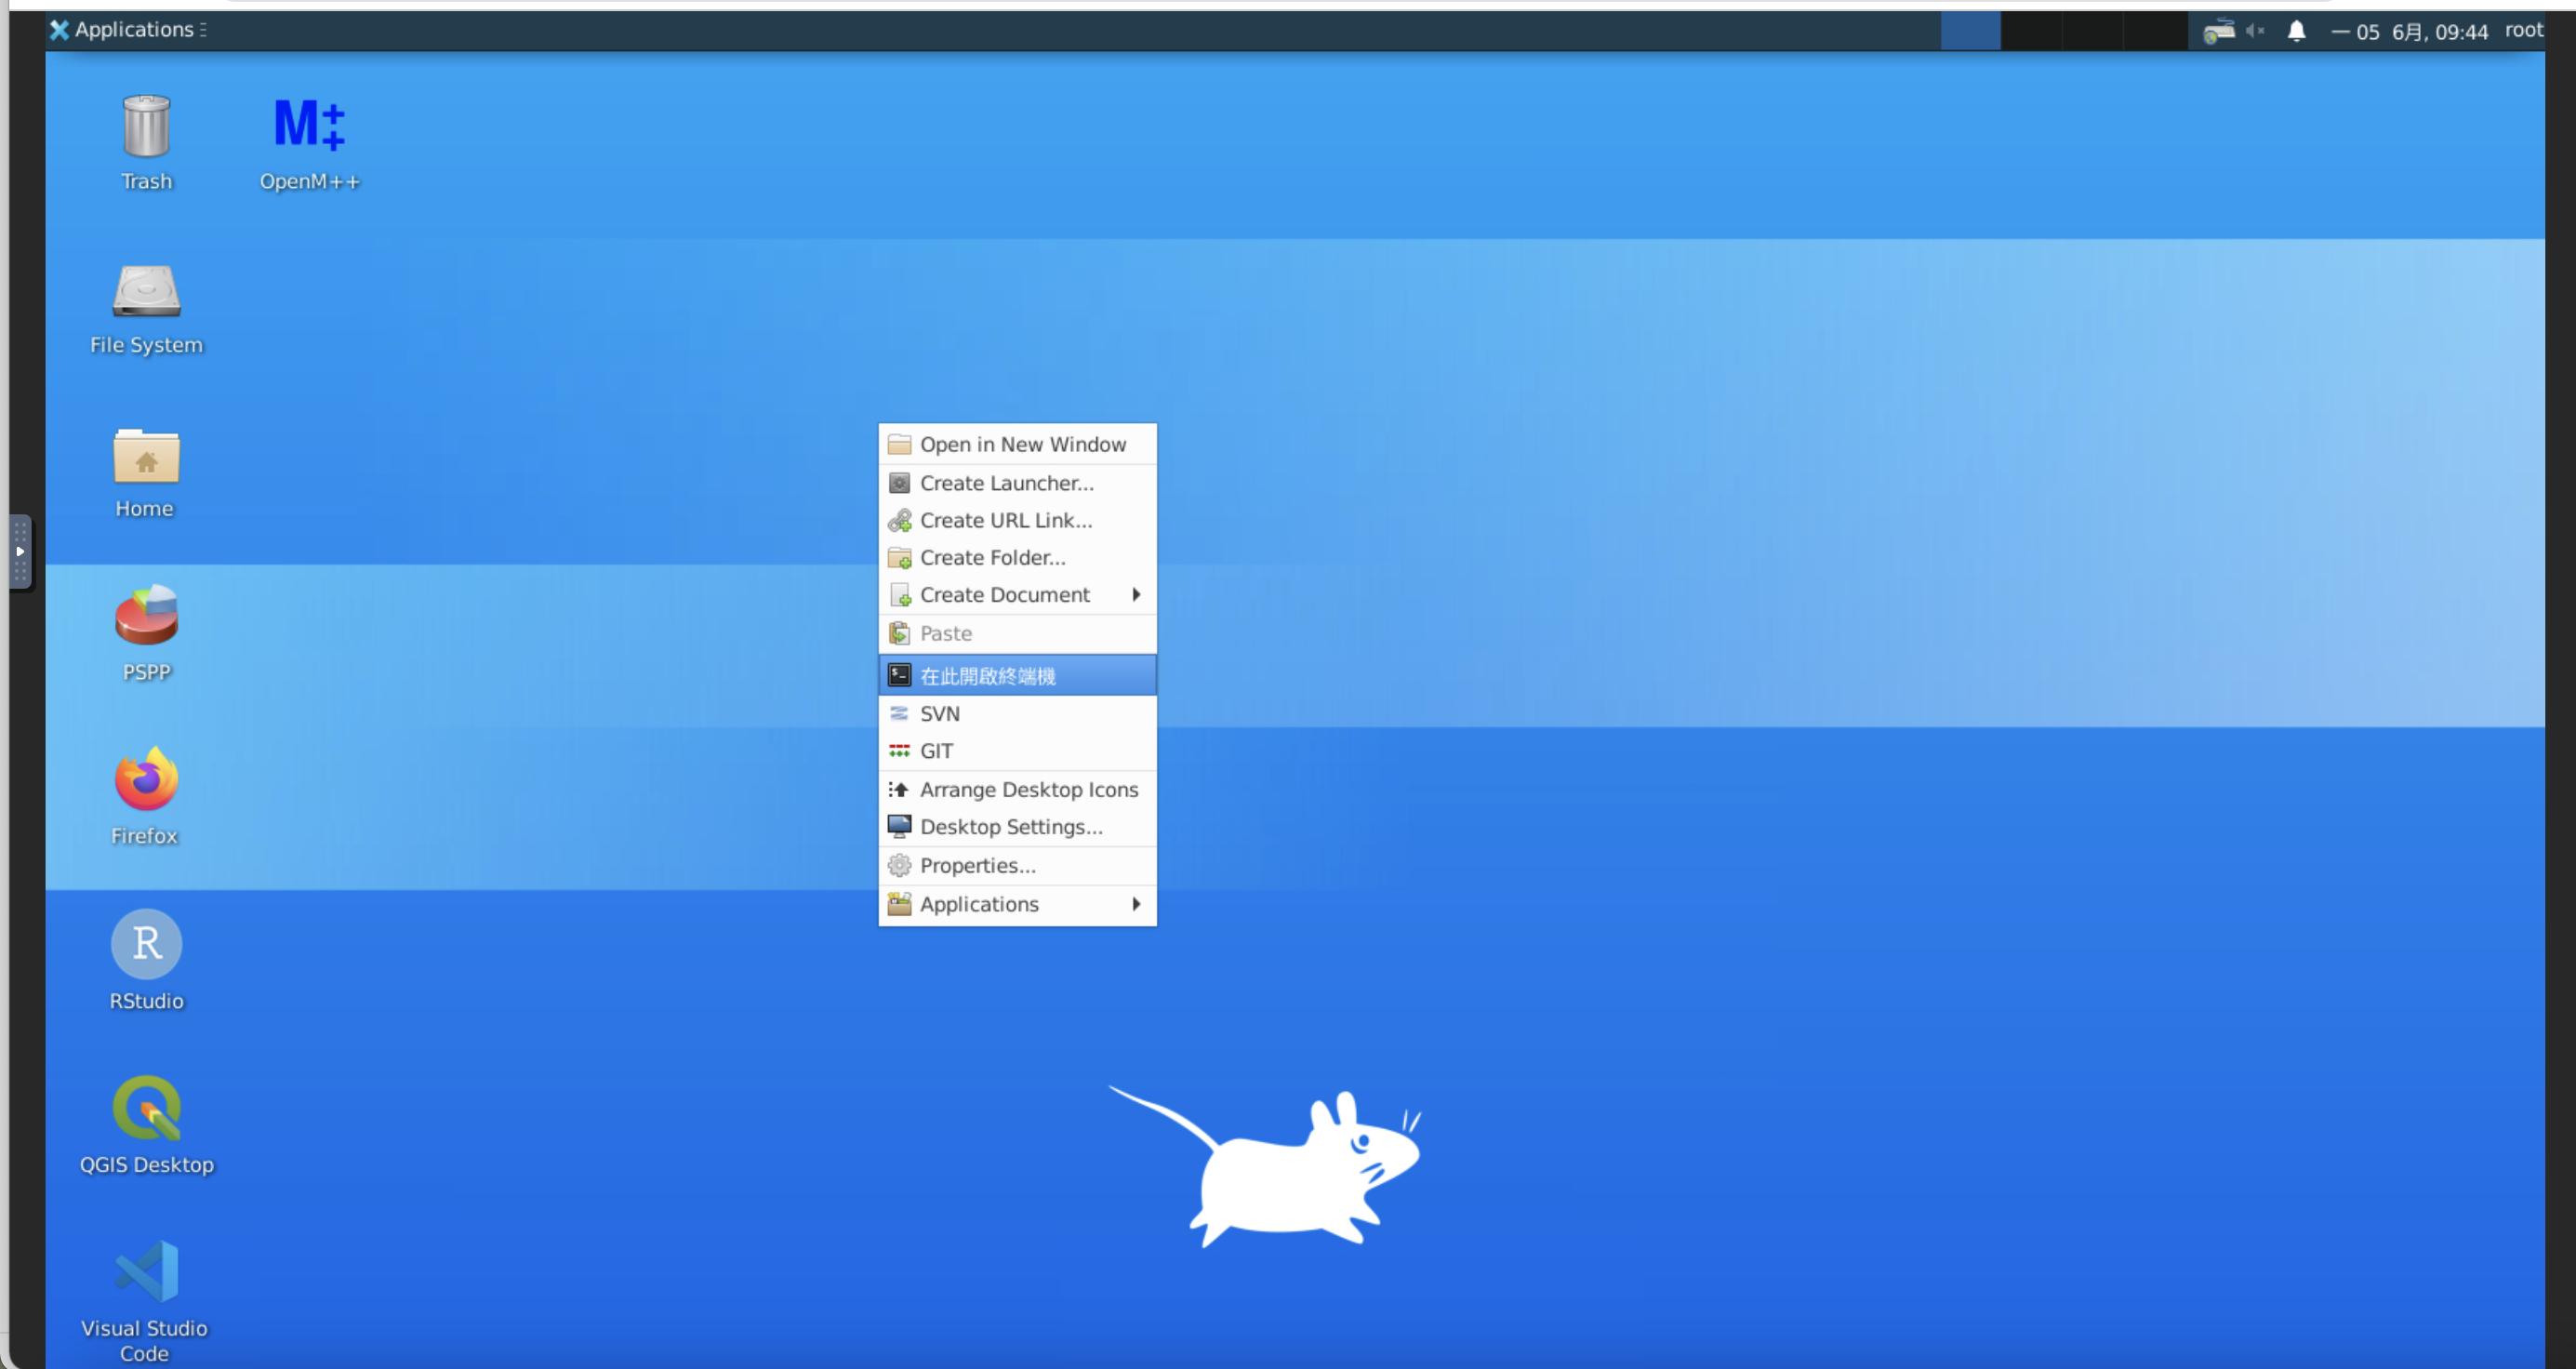 Applications
一 05 6月, 09:44 root
Trash
M++
OpenM++
File System
Home
PSPP
Firefox
R
RStudio
QGIS Desktop
Visual Studio
Code
Open in New Window
Create Launcher...
Create URL Link...
Create Folder...
Create Document
Paste
在此開啟終端機
SVN
GIT
Arrange Desktop Icons
Desktop Settings...
Properties...
Applications